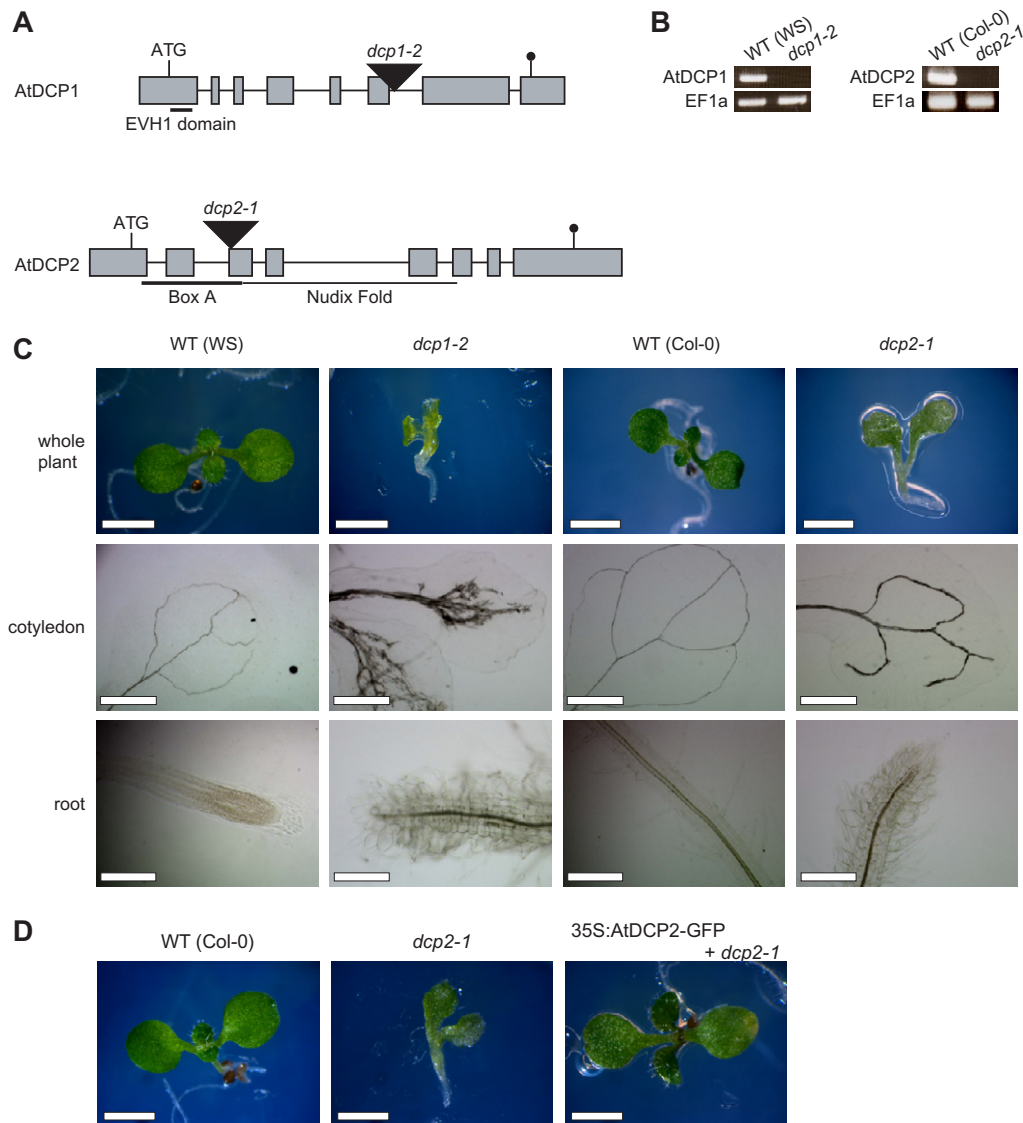 A
ATG
dcp1-2
AtDCP1
EVH1 domain
ATG
dcp2-1
AtDCP2
Box A
Nudix Fold
B
WT (WS)
dcp1-2
AtDCP1
EF1a
WT (Col-0)
dcp2-1
AtDCP2
EF1a
C
WT (WS)
dcp1-2
WT (Col-0)
dcp2-1
whole
plant
cotyledon
root
D
WT (Col-0)
dcp2-1
35S:AtDCP2-GFP
+ dcp2-1